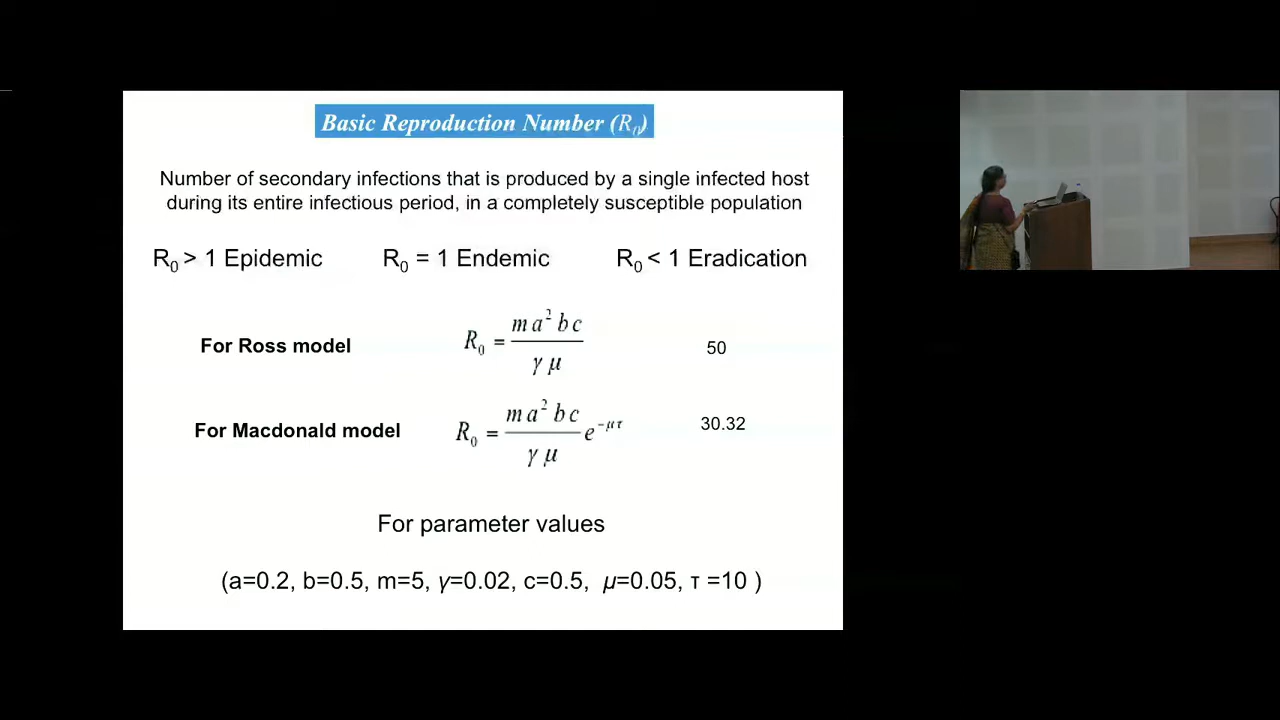 Basic Reproduction Number (R₀)
Number of secondary infections that is produced by a single infected host
during its entire infectious period, in a completely susceptible population
R₀ > 1 Epidemic R₀ = 1 Endemic R₀ < 1 Eradication
For Ross model R₀ = m a² b c / γ μ 50
For Macdonald model R₀ = m a² b c / γ μ e^(−μτ) 30.32
For parameter values
(a=0.2, b=0.5, m=5, γ=0.02, c=0.5, μ=0.05, τ =10 )